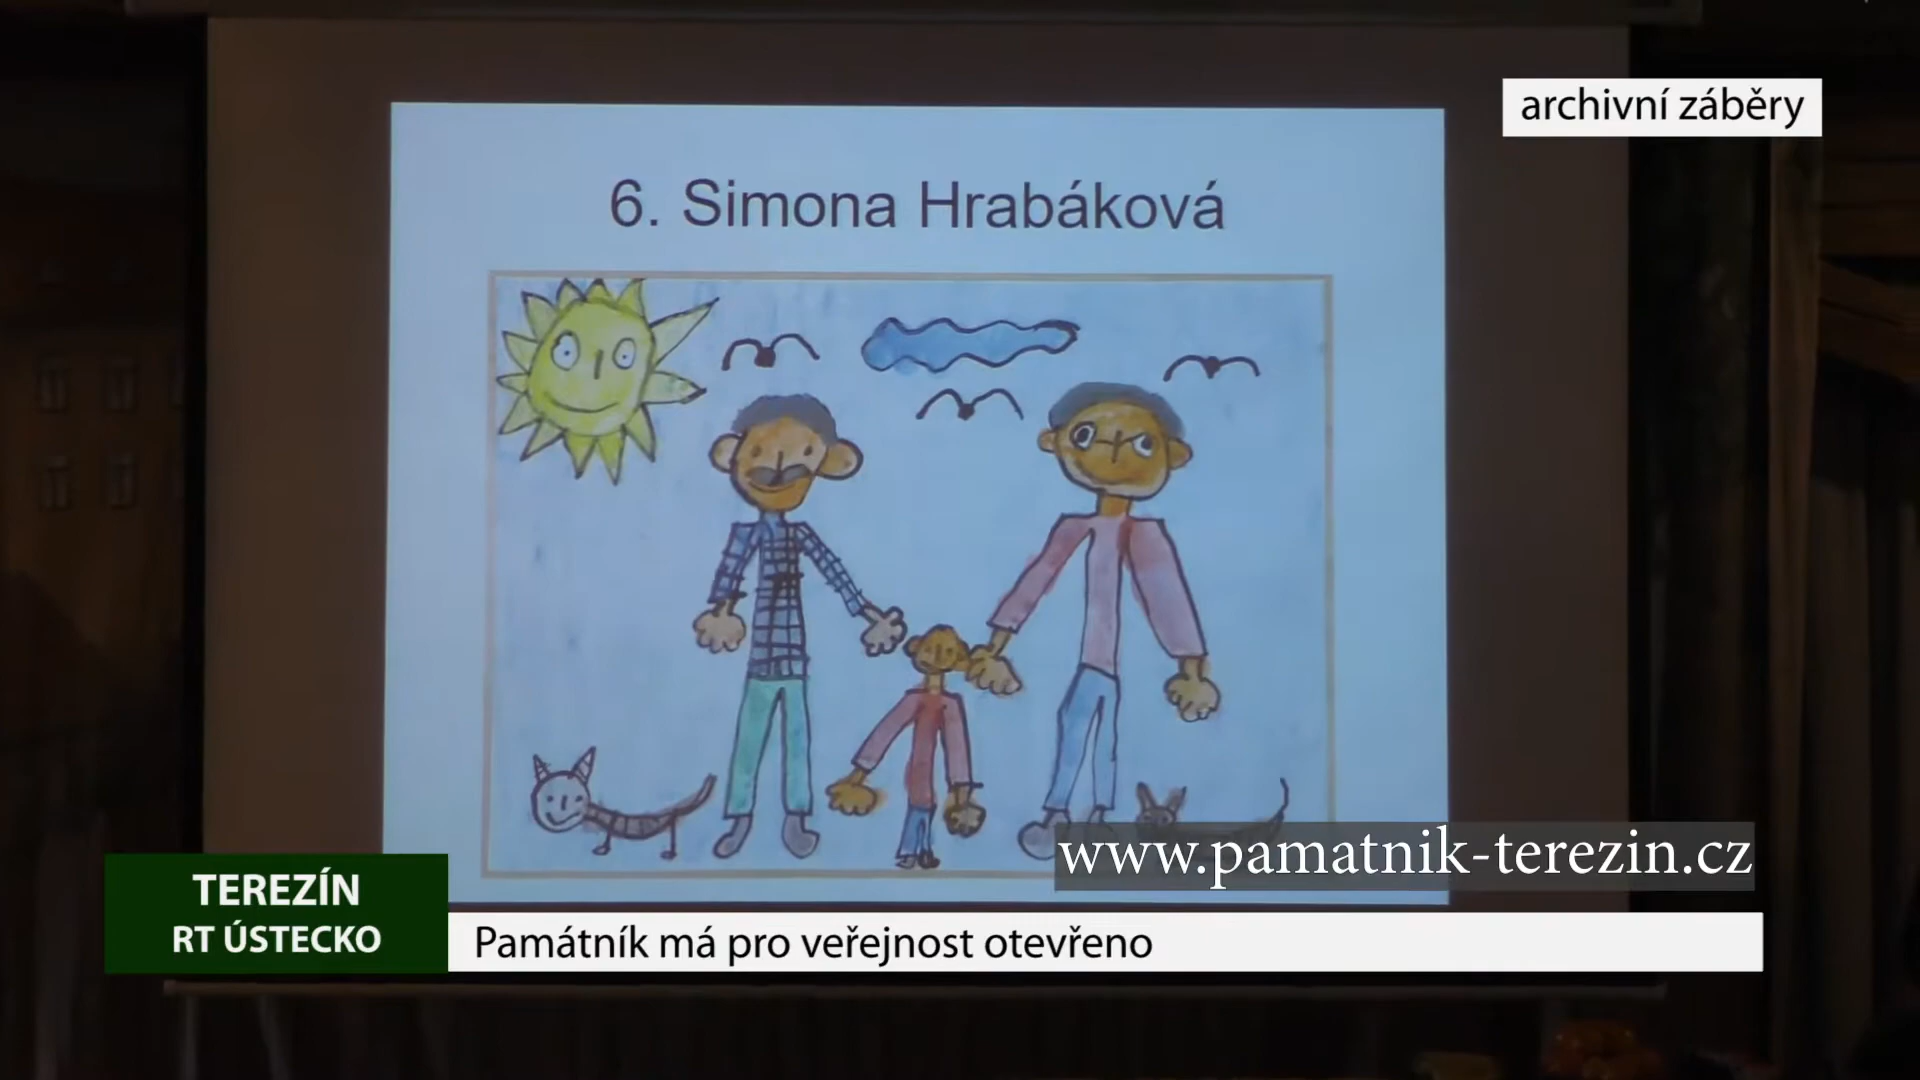 archivní záběry
6. Simona Hrabáková
www.pamatnik-terezin.cz
TEREZÍN
RT ÚSTECKO
Památník má pro veřejnost otevřeno